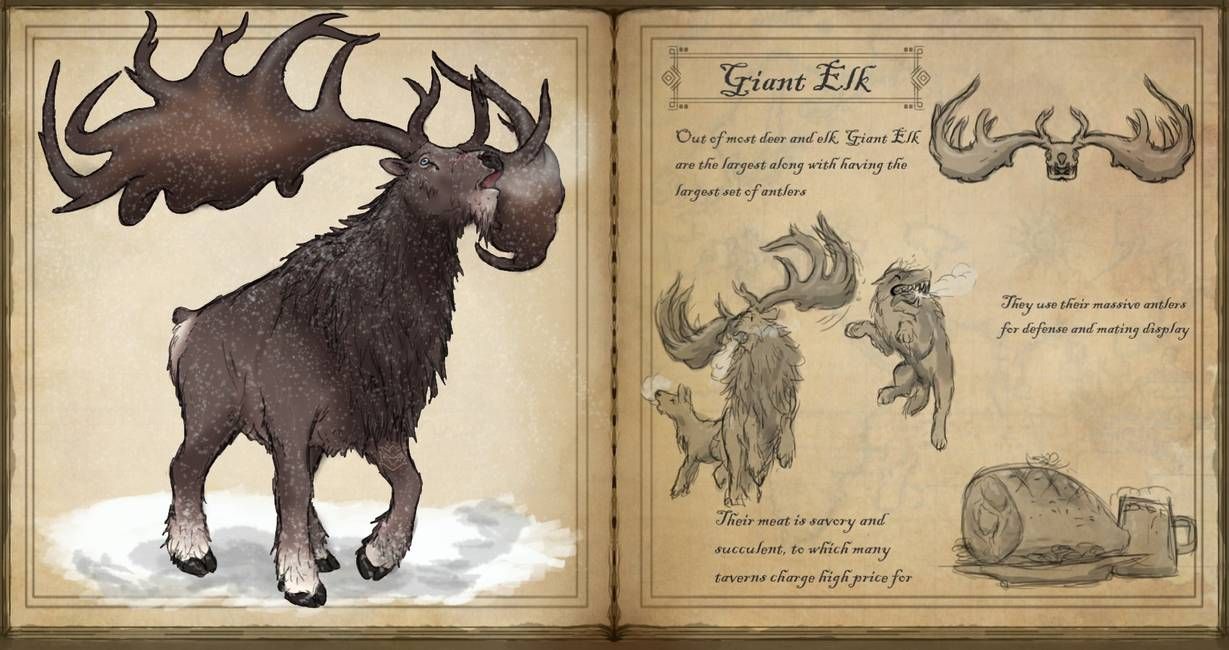 Giant Elk
Out of most deer and elk, Giant Elk
are the largest along with having the
largest set of antlers
They use their massive antlers
for defense and mating display
Their meat is savory and
succulent, to which many
taverns charge high price for